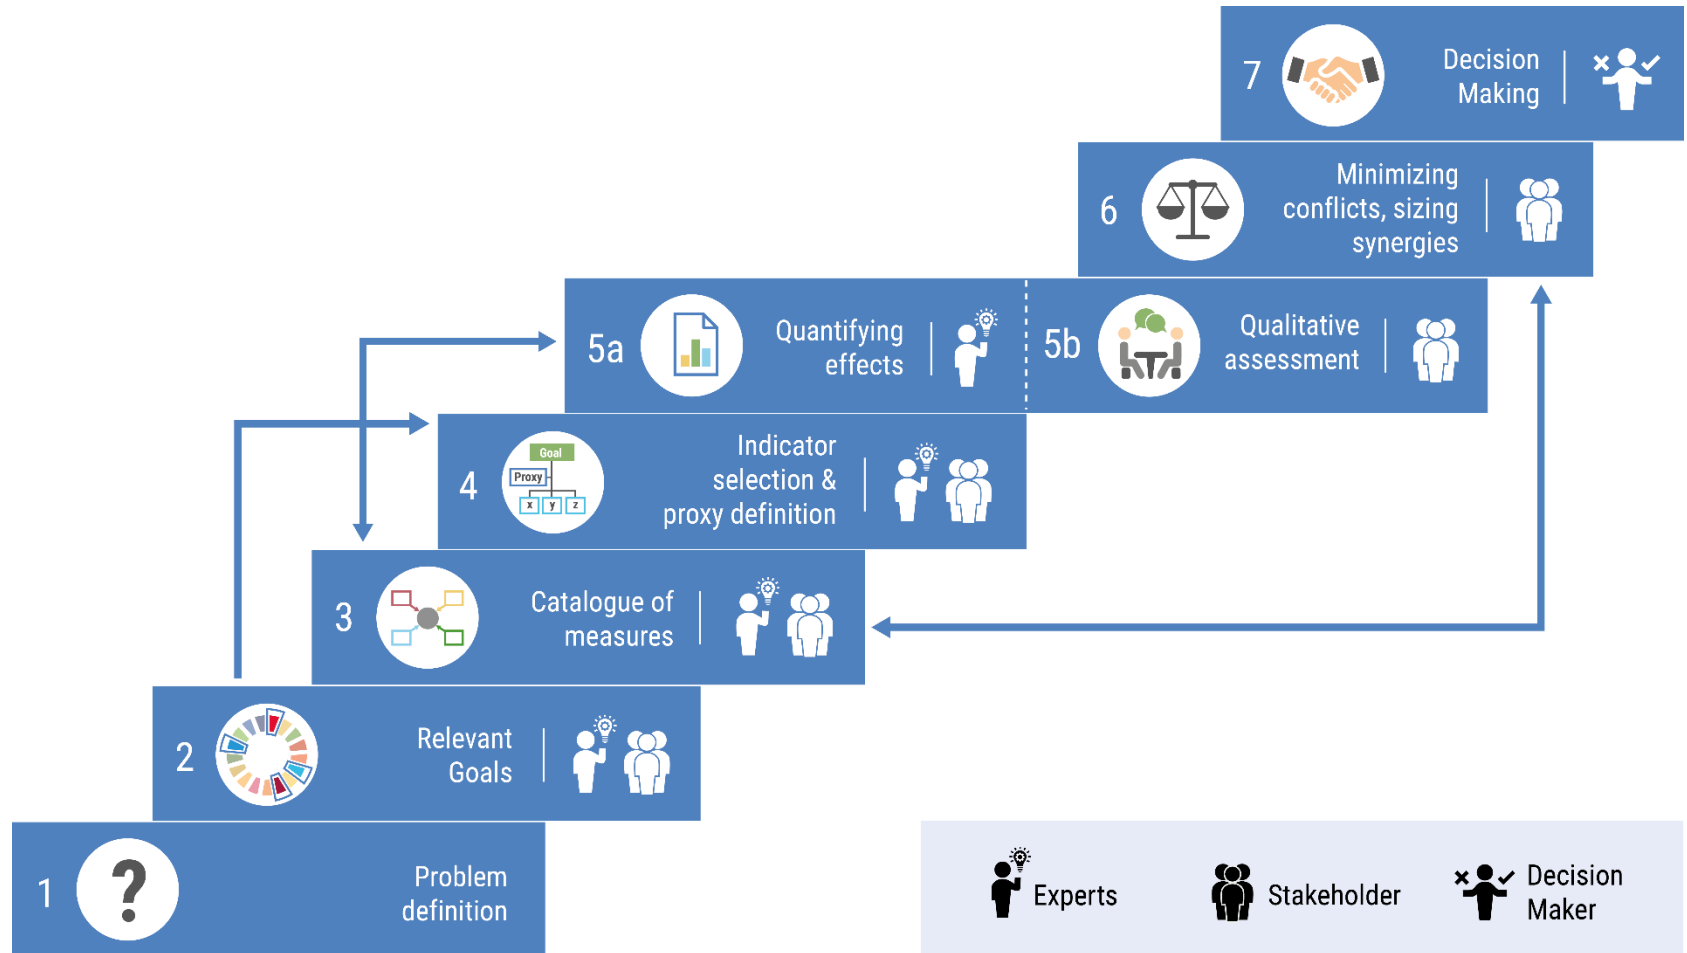 7
Decision
Making
6
Minimizing
conflicts, sizing
synergies
5a
Quantifying
effects
5b
Qualitative
assessment
4
Goal
Proxy
x y z
Indicator
selection &
proxy definition
3
Catalogue of
measures
2
Relevant
Goals
1
?
Problem
definition
Experts
Stakeholder
Decision
Maker